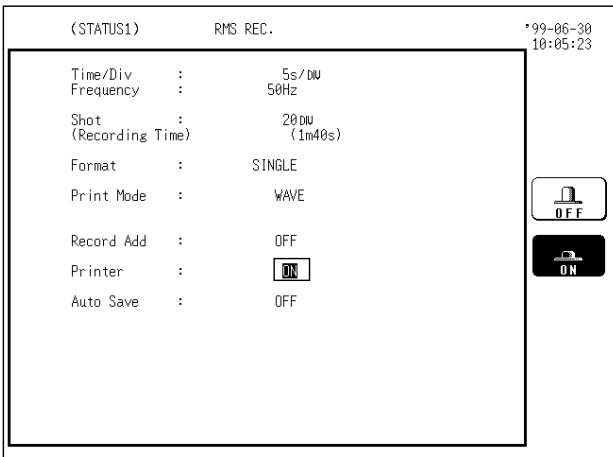 (STATUS1) RMS REC. '99-06-30
10:05:23
Time/Div : 5s/DIV
Frequency : 50Hz
Shot : 20DIV
(Recording Time) (1m40s)
Format : SINGLE
Print Mode : WAVE
OFF
Record Add : OFF
Printer : ON
ON
Auto Save : OFF